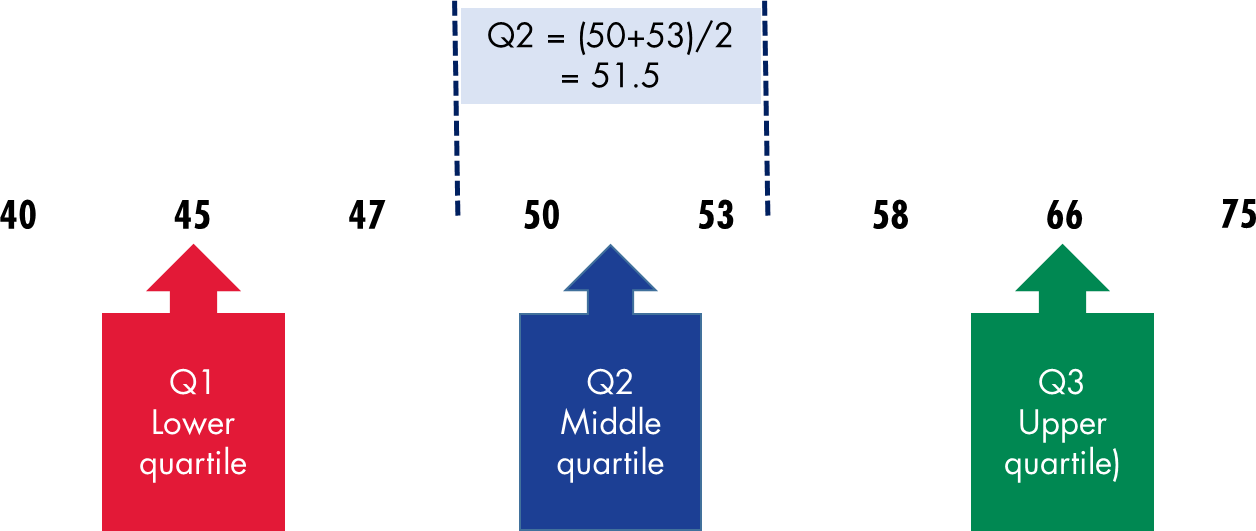 Q2 = (50+53)/2
= 51.5
40 45 47 50 53 58 66 75
Q1
Lower
quartile
Q2
Middle
quartile
Q3
Upper
quartile)